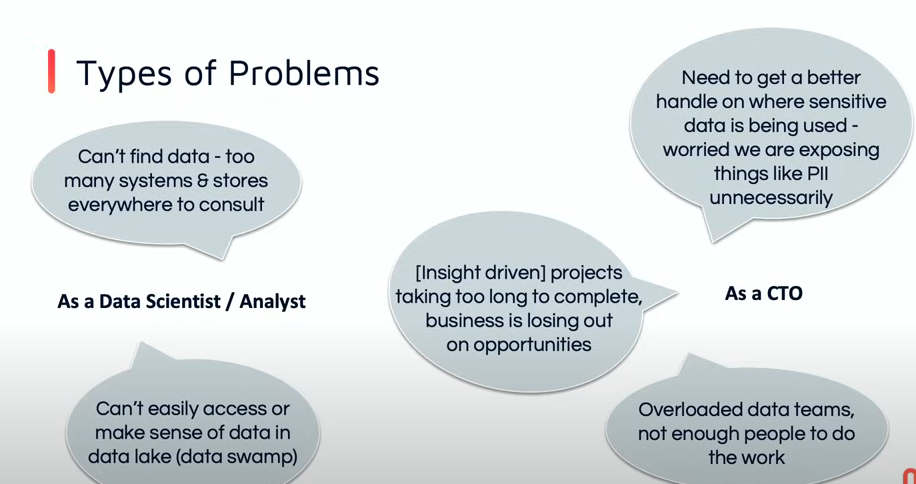 Types of Problems
Can't find data - too
many systems & stores
everywhere to consult
As a Data Scientist / Analyst
Can't easily access or
make sense of data in
data lake (data swamp)
[Insight driven] projects
taking too long to complete,
business is losing out
on opportunities
Need to get a better
handle on where sensitive
data is being used -
worried we are exposing
things like PII
unnecessarily
As a CTO
Overloaded data teams,
not enough people to do
the work